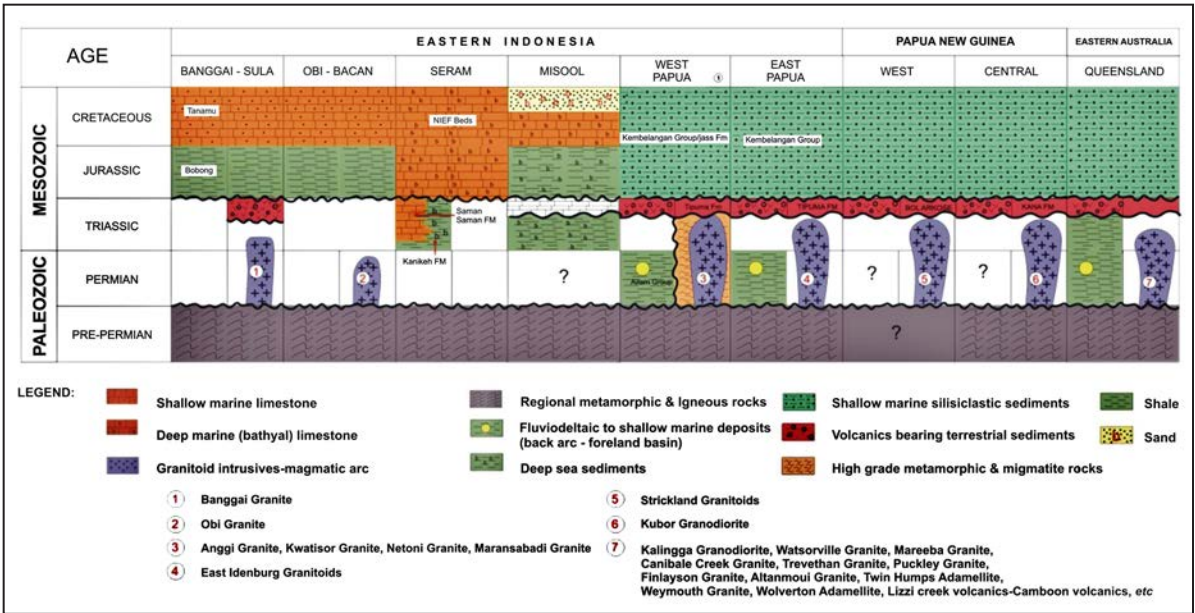 AGE
EASTERN INDONESIA
PAPUA NEW GUINEA
EASTERN AUSTRALIA
BANGGAI - SULA
OBI - BACAN
SERAM
MISOOL
WEST PAPUA
EAST PAPUA
WEST
CENTRAL
QUEENSLAND
MESOZOIC
CRETACEOUS
Tanamu
NIEF Beds
Kembelangan Group/jass Fm
Kembelangan Group
JURASSIC
Bobong
TRIASSIC
Saman
Saman FM
Kanikeh FM
Tipuma Fm
TIPUMA FM
KANA FM
PALEOZOIC
PERMIAN
1
2
?
3
4
?
5
?
6
7
PRE-PERMIAN
?
LEGEND:
Shallow marine limestone
Deep marine (bathyal) limestone
Granitoid intrusives-magmatic arc
Regional metamorphic & Igneous rocks
Fluviodeltaic to shallow marine deposits
(back arc - foreland basin)
Deep sea sediments
Shallow marine silisiclastic sediments
Volcanics bearing terrestrial sediments
High grade metamorphic & migmatite rocks
Shale
Sand
1 Banggai Granite
2 Obi Granite
3 Anggi Granite, Kwatisor Granite, Netoni Granite, Maransabadi Granite
4 East Idenburg Granitoids
5 Strickland Granitoids
6 Kubor Granodiorite
7 Kalingga Granodiorite, Watsorville Granite, Mareeba Granite,
Canibale Creek Granite, Trevethan Granite, Puckley Granite,
Finlayson Granite, Altanmoui Granite, Twin Humps Adamellite,
Weymouth Granite, Wolverton Adamellite, Lizzi creek volcanics-Camboon volcanics, etc